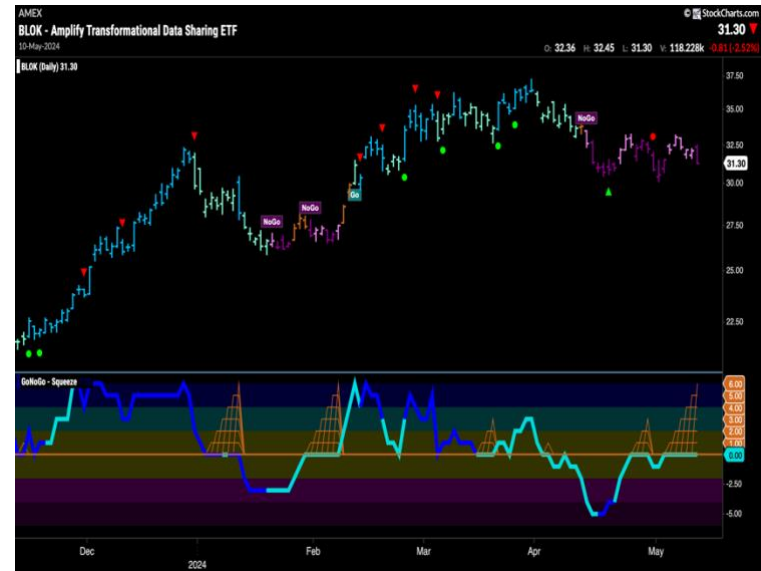 AMEX
© StockCharts.com
BLOK - Amplify Transformational Data Sharing ETF
31.30
10-May-2024
O: 32.36 H: 32.45 L: 31.30 V: 118.228k -0.81 (-2.52%)
BLOK (Daily) 31.30
37.50
35.00
32.50
31.30
30.00
27.50
25.00
22.50
NoGo
NoGo
Go
NoGo
GoNoGo - Squeeze
6.00
5.00
4.00
3.00
2.00
1.00
0.00
-2.50
-5.00
Dec
2024
Feb
Mar
Apr
May